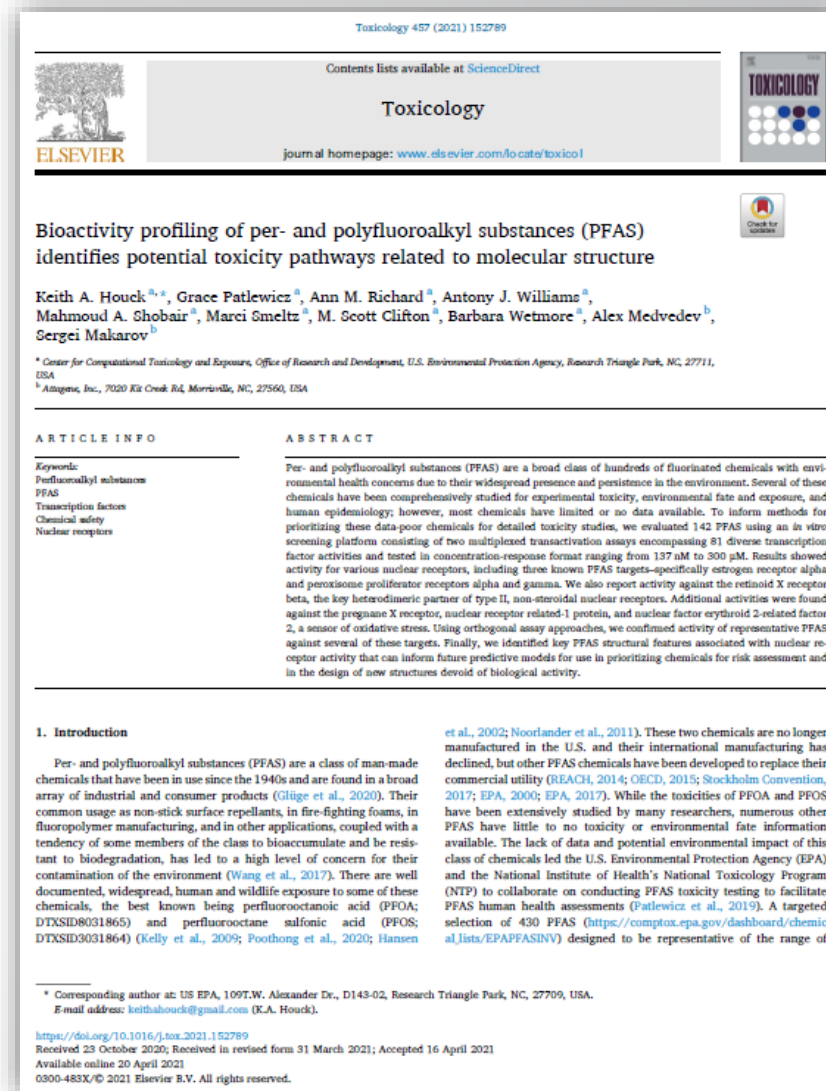 Toxicology 457 (2021) 152789
Contents lists available at ScienceDirect
Toxicology
journal homepage: www.elsevier.com/locate/toxicol
ELSEVIER
TOXICOLOGY
Check for
updates
Bioactivity profiling of per- and polyfluoroalkyl substances (PFAS)
identifies potential toxicity pathways related to molecular structure
Keith A. Houck a,*, Grace Patlewicz a, Ann M. Richard a, Antony J. Williams a,
Mahmoud A. Shobair a, Marci Smeltz a, M. Scott Clifton a, Barbara Wetmore a, Alex Medvedev b,
Sergei Makarov b
a Center for Computational Toxicology and Exposure, Office of Research and Development, U.S. Environmental Protection Agency, Research Triangle Park, NC, 27711,
USA
b Attagene, Inc., 7020 Kit Creek Rd, Morrisville, NC, 27560, USA
ARTICLE INFO
Keywords:
Perfluoroalkyl substances
PFAS
Transcription factors
Chemical safety
Nuclear receptors
ABSTRACT
Per- and polyfluoroalkyl substances (PFAS) are a broad class of hundreds of fluorinated chemicals with envi-
ronmental health concerns due to their widespread presence and persistence in the environment. Several of these
chemicals have been comprehensively studied for experimental toxicity, environmental fate and exposure, and
human epidemiology; however, most chemicals have limited or no data available. To inform methods for
prioritizing these data-poor chemicals for detailed toxicity studies, we evaluated 142 PFAS using an in vitro
screening platform consisting of two multiplexed transactivation assays encompassing 81 diverse transcription
factor activities and tested in concentration-response format ranging from 137 nM to 300 μM. Results showed
activity for various nuclear receptors, including three known PFAS targets–specifically estrogen receptor alpha
and peroxisome proliferator receptors alpha and gamma. We also report activity against the retinoid X receptor
beta, the key heterodimeric partner of type II, non-steroidal nuclear receptors. Additional activities were found
against the pregnane X receptor, nuclear receptor related-1 protein, and nuclear factor erythroid 2-related factor
2, a sensor of oxidative stress. Using orthogonal assay approaches, we confirmed activity of representative PFAS
against several of these targets. Finally, we identified key PFAS structural features associated with nuclear re-
ceptor activity that can inform future predictive models for use in prioritizing chemicals for risk assessment and
in the design of new structures devoid of biological activity.
1. Introduction
Per- and polyfluoroalkyl substances (PFAS) are a class of man-made
chemicals that have been in use since the 1940s and are found in a broad
array of industrial and consumer products (Glüge et al., 2020). Their
common usage as non-stick surface repellants, in fire-fighting foams, in
fluoropolymer manufacturing, and in other applications, coupled with a
tendency of some members of the class to bioaccumulate and be resis-
tant to biodegradation, has led to a high level of concern for their
contamination of the environment (Wang et al., 2017). There are well
documented, widespread, human and wildlife exposure to some of these
chemicals, the best known being perfluorooctanoic acid (PFOA;
DTXSID8031865) and perfluorooctane sulfonic acid (PFOS;
DTXSID3031864) (Kelly et al., 2009; Poothong et al., 2020; Hansen
et al., 2002; Noorlander et al., 2011). These two chemicals are no longer
manufactured in the U.S. and their international manufacturing has
declined, but other PFAS chemicals have been developed to replace their
commercial utility (REACH, 2014; OECD, 2015; Stockholm Convention,
2017; EPA, 2000; EPA, 2017). While the toxicities of PFOA and PFOS
have been extensively studied by many researchers, numerous other
PFAS have little to no toxicity or environmental fate information
available. The lack of data and potential environmental impact of this
class of chemicals led the U.S. Environmental Protection Agency (EPA)
and the National Institute of Health's National Toxicology Program
(NTP) to collaborate on conducting PFAS toxicity testing to facilitate
PFAS human health assessments (Patlewicz et al., 2019). A targeted
selection of 430 PFAS (https://comptox.epa.gov/dashboard/chemic
al_lists/EPAPFASINV) designed to be representative of the range of
* Corresponding author at: US EPA, 109T.W. Alexander Dr., D143-02, Research Triangle Park, NC, 27709, USA.
E-mail address: keithahouck@gmail.com (K.A. Houck).
https://doi.org/10.1016/j.tox.2021.152789
Received 23 October 2020; Received in revised form 31 March 2021; Accepted 16 April 2021
Available online 20 April 2021
0300-483X/© 2021 Elsevier B.V. All rights reserved.